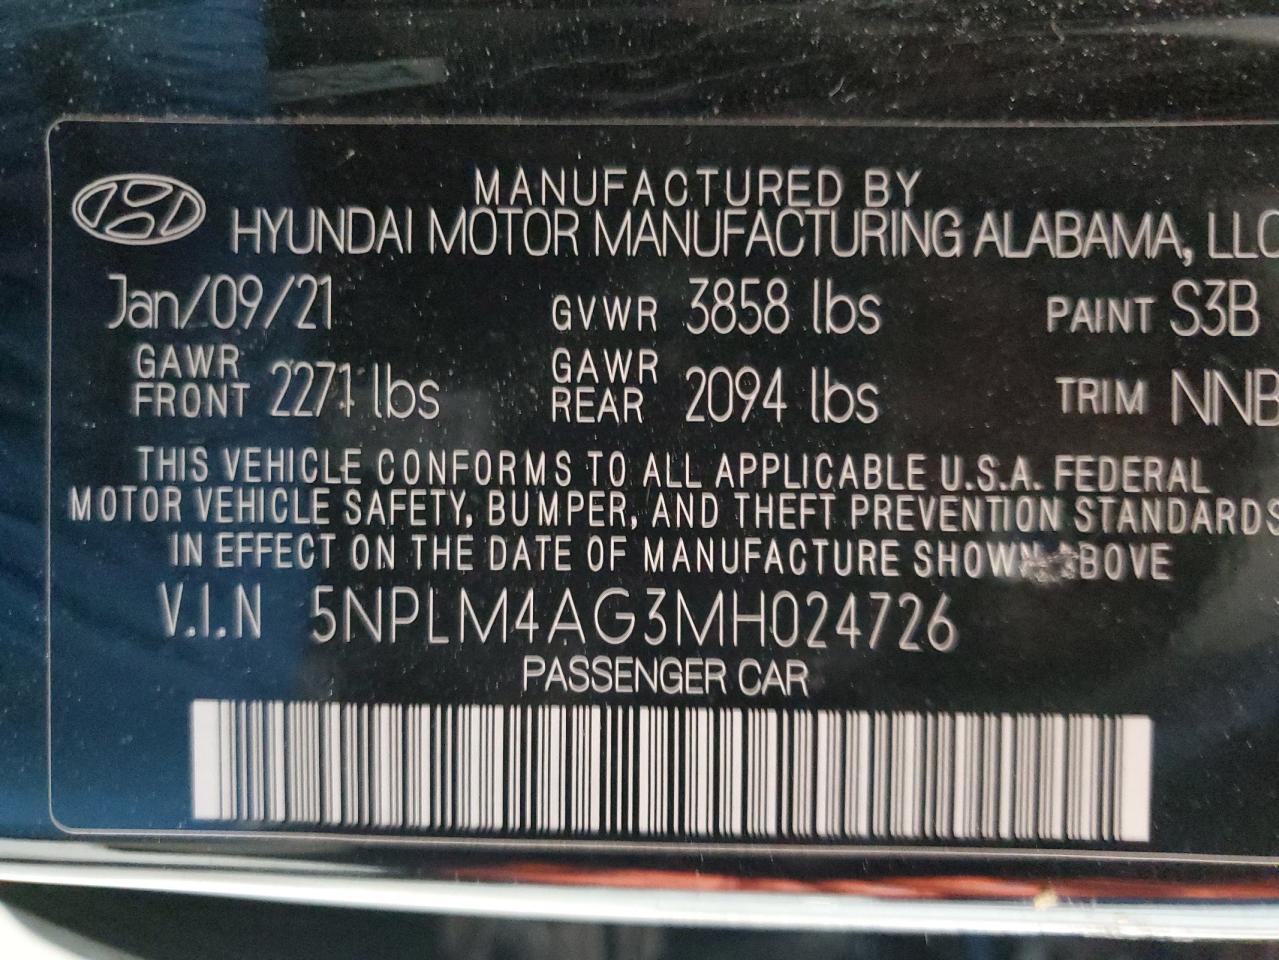 MANUFACTURED BY
HYUNDAI MOTOR MANUFACTURING ALABAMA, LLC
Jan/09/21 GVWR 3858 lbs PAINT S3B
GAWR FRONT 2271 lbs GAWR REAR 2094 lbs TRIM NNB
THIS VEHICLE CONFORMS TO ALL APPLICABLE U.S.A. FEDERAL
MOTOR VEHICLE SAFETY, BUMPER, AND THEFT PREVENTION STANDARDS
IN EFFECT ON THE DATE OF MANUFACTURE SHOWN ABOVE
V.I.N 5NPLM4AG3MH024726
PASSENGER CAR